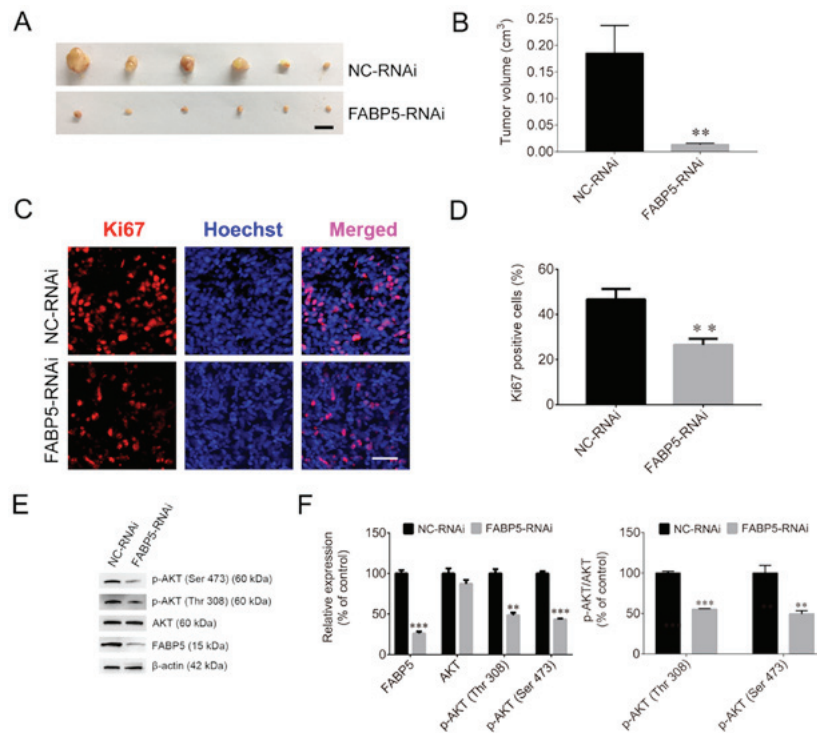 A
NC-RNAi
FABP5-RNAi
B
Tumor volume (cm³)
0.25
0.20
0.15
0.10
0.05
0.00
**
NC-RNAi
FABP5-RNAi
C
Ki67 Hoechst Merged
NC-RNAi
FABP5-RNAi
D
Ki67 positive cells (%)
60
40
20
0
**
NC-RNAi
FABP5-RNAi
E
NC-RNAi
FABP5-RNAi
p-AKT (Ser 473) (60 kDa)
p-AKT (Thr 308) (60 kDa)
AKT (60 kDa)
FABP5 (15 kDa)
β-actin (42 kDa)
F
NC-RNAi FABP5-RNAi
Relative expression
(% of control)
150
100
50
0
***
**
***
FABP5
AKT
p-AKT (Thr 308)
p-AKT (Ser 473)
NC-RNAi FABP5-RNAi
p-AKT/AKT
(% of control)
150
100
50
0
***
**
p-AKT (Thr 308)
p-AKT (Ser 473)